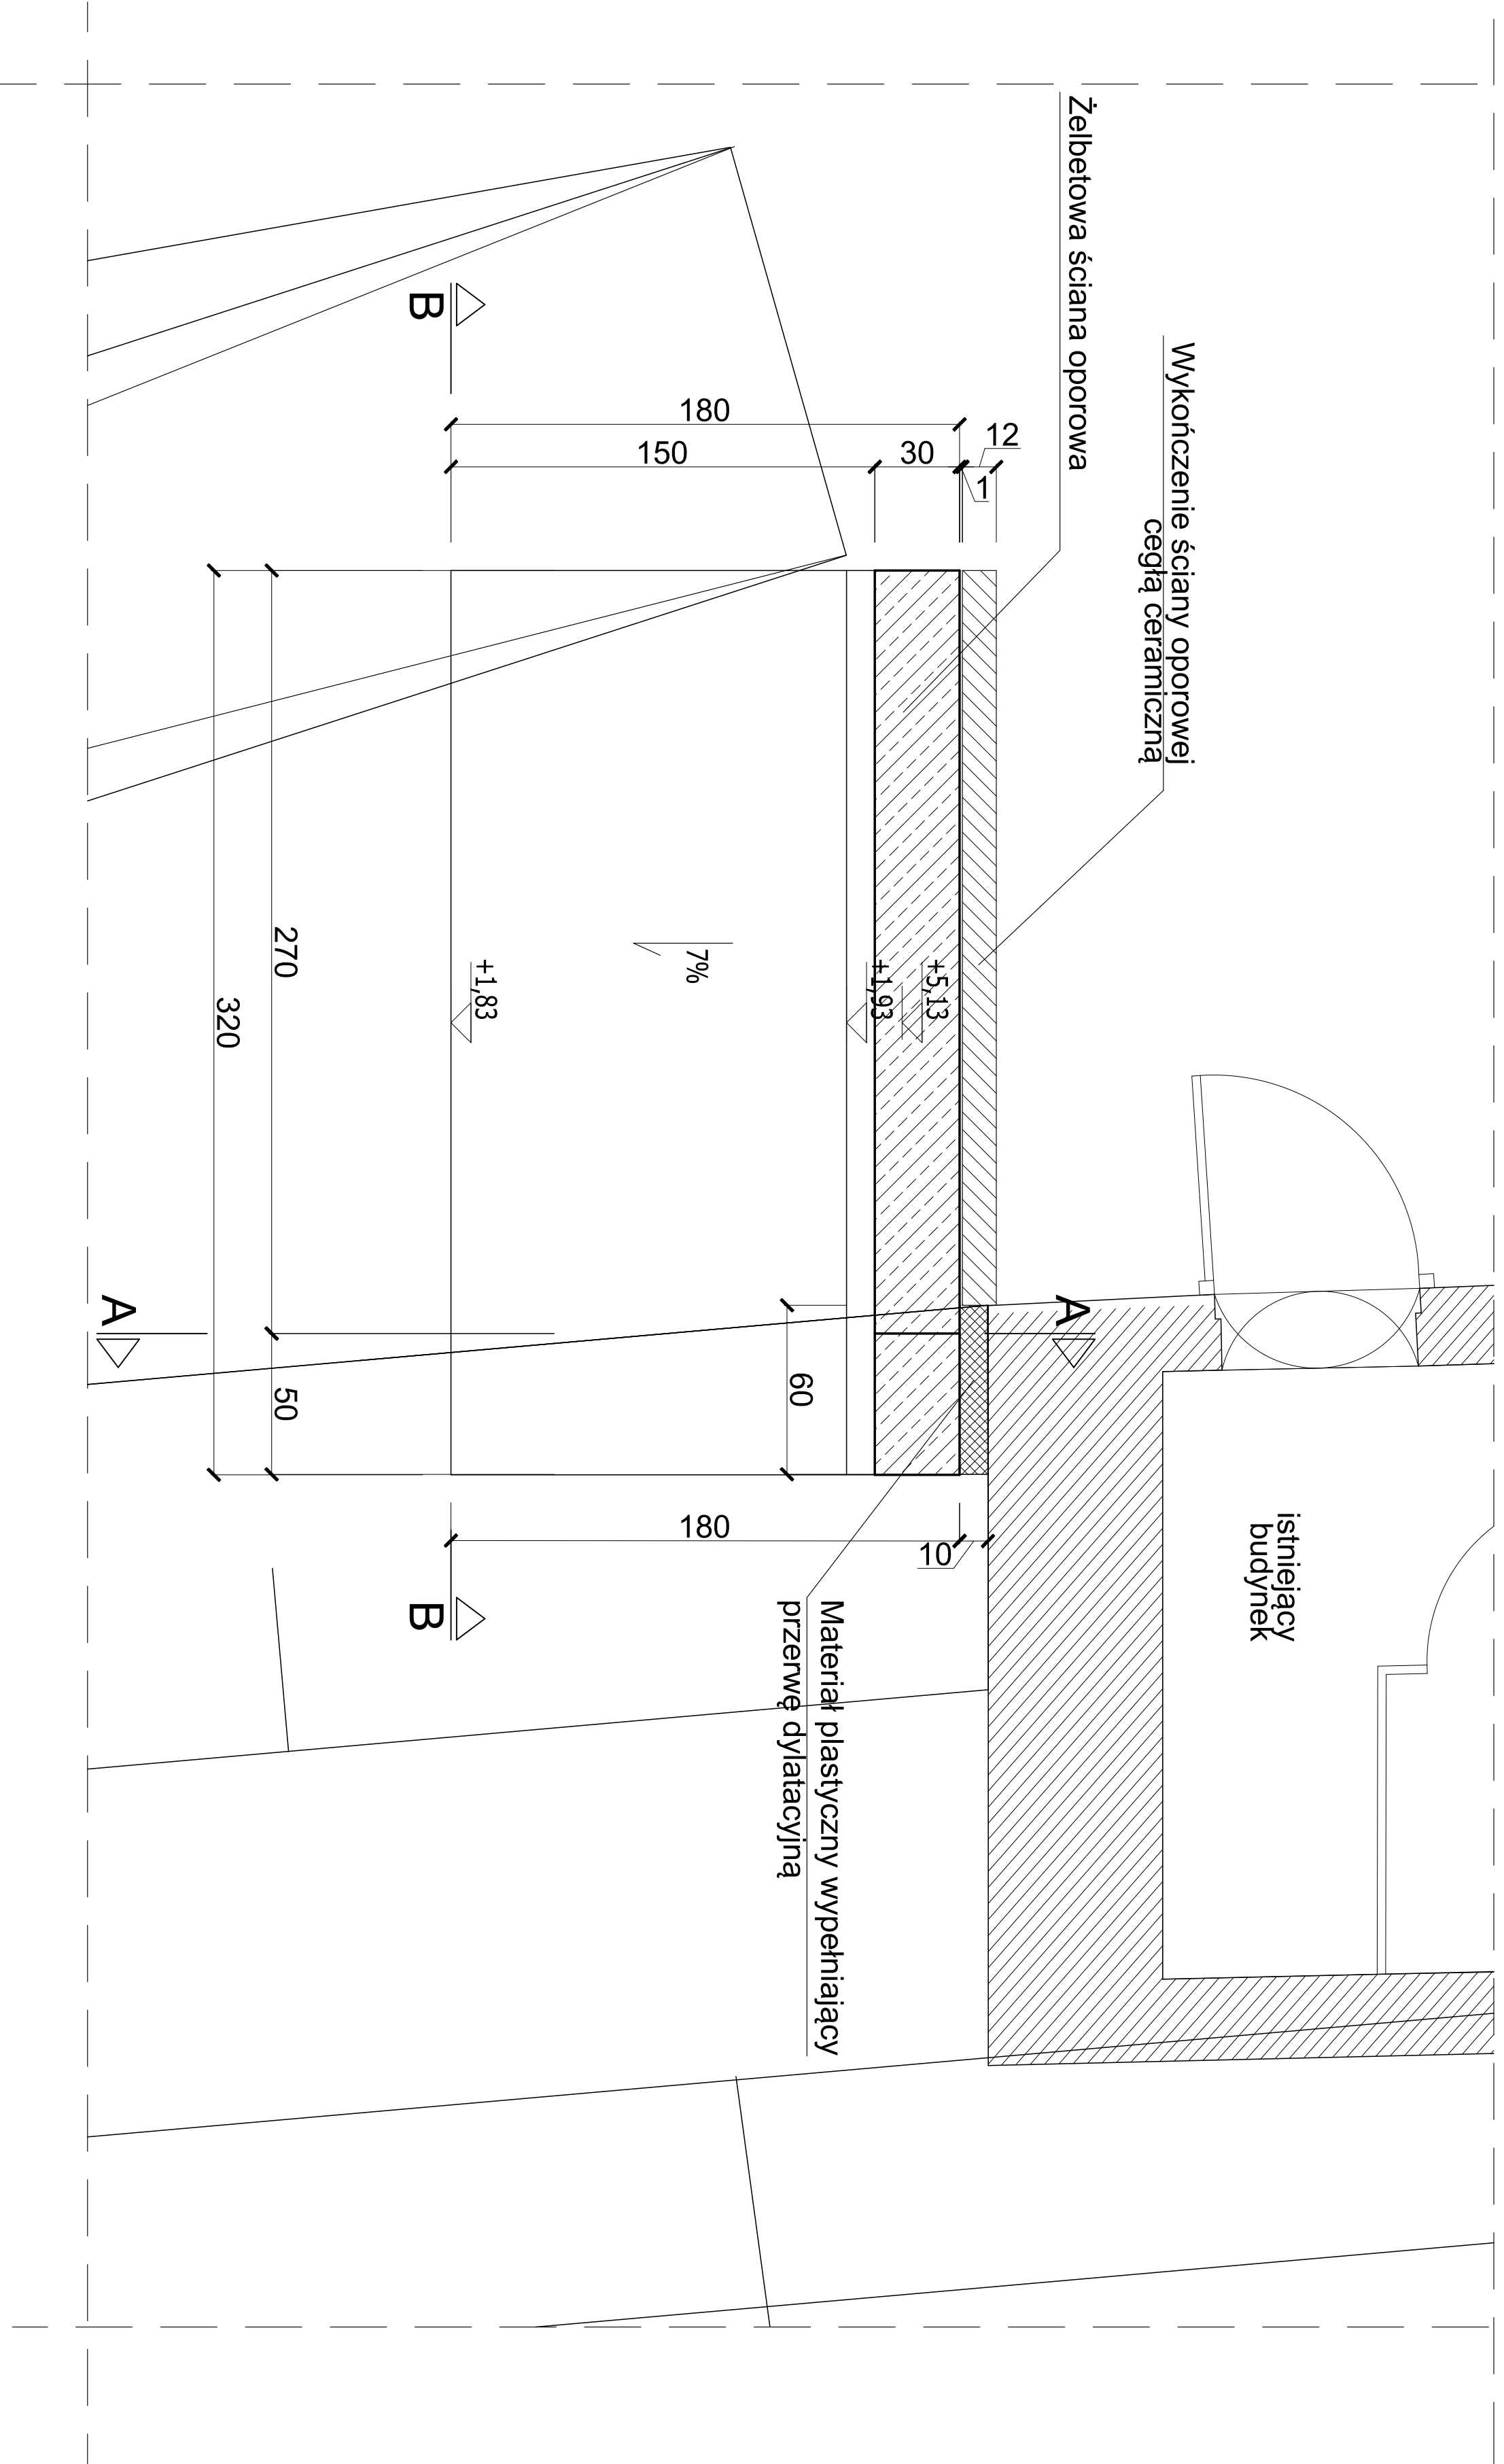 Żelbetowa ściana oporowa
Wykończenie ściany oporowej
cegłą ceramiczną
B
180
150
30
12
1
270
320
7%
+1,83
+1,93
+5,13
A
A
50
60
180
10
B
istniejący
budynek
Materiał plastyczny wypełniający
przerwę dylatacyjną